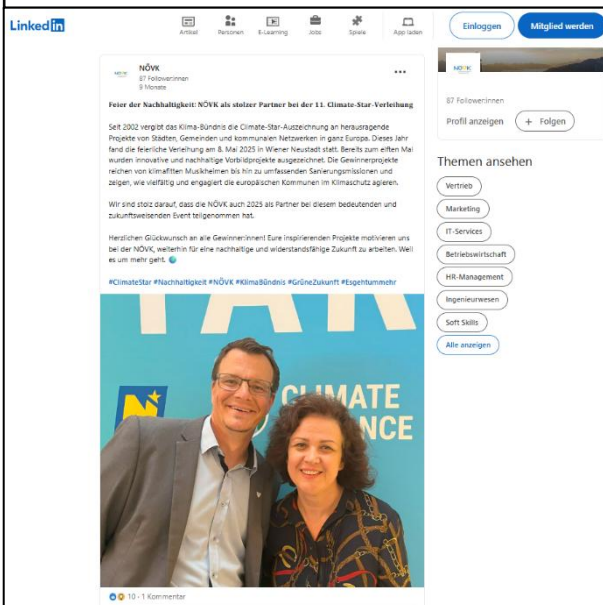 LinkedIn
Artikel
Personen
E-Learning
Jobs
Spiele
App laden
Einloggen
Mitglied werden
NÖVK
87 Follower:innen
9 Monate
Feier der Nachhaltigkeit: NÖVK als stolzer Partner bei der 11. Climate-Star-Verleihung
Seit 2002 vergibt das Klima-Bündnis die Climate-Star-Auszeichnung an herausragende
Projekte von Städten, Gemeinden und kommunalen Netzwerken in ganz Europa. Dieses Jahr
fand die feierliche Verleihung am 8. Mai 2025 in Wiener Neustadt statt. Bereits zum elften Mal
wurden innovative und nachhaltige Vorbildprojekte ausgezeichnet. Die Gewinnerprojekte
reichen von klimafitten Musikheimen bis hin zu umfassenden Sanierungsmissionen und
zeigen, wie vielfältig und engagiert die europäischen Kommunen im Klimaschutz agieren.
Wir sind stolz darauf, dass die NÖVK auch 2025 als Partner bei diesem bedeutenden und
zukunftsweisenden Event teilgenommen hat.
Herzlichen Glückwunsch an alle Gewinner:innen! Eure inspirierenden Projekte motivieren uns
bei der NÖVK, weiterhin für eine nachhaltige und widerstandsfähige Zukunft zu arbeiten. Weil
es um mehr geht.
#ClimateStar #Nachhaltigkeit #NÖVK #KlimaBündnis #GrüneZukunft #Esgehtummehr
TAR
CLIMATE
NCE
10 · 1 Kommentar
NÖVK
87 Follower:innen
Profil anzeigen
+ Folgen
Themen ansehen
Vertrieb
Marketing
IT-Services
Betriebswirtschaft
HR-Management
Ingenieurwesen
Soft Skills
Alle anzeigen